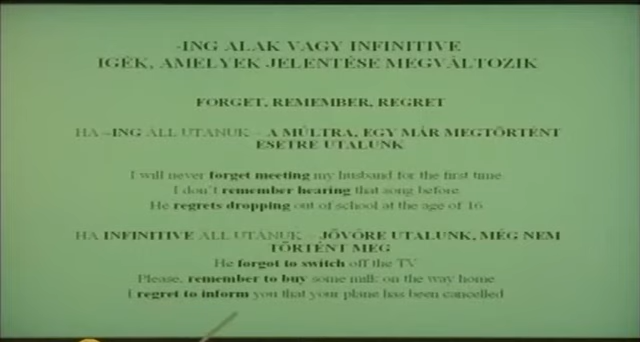 -ING ALAK VAGY INFINITIVE
IGÉK, AMELYEK JELENTÉSE MEGVÁLTOZIK
FORGET, REMEMBER, REGRET
HA –ING ÁLL UTÁNUK – A MÚLTRA, EGY MÁR MEGTÖRTÉNT
ESETRE UTALUNK
I will never forget meeting my husband for the first time
I don't remember hearing that song before
He regrets dropping out of school at the age of 16
HA INFINITIVE ÁLL UTÁNUK – JÖVŐRE UTALUNK, MÉG NEM
TÖRTÉNT MEG
He forgot to switch off the TV
Please, remember to buy some milk on the way home
I regret to inform you that your plane has been cancelled